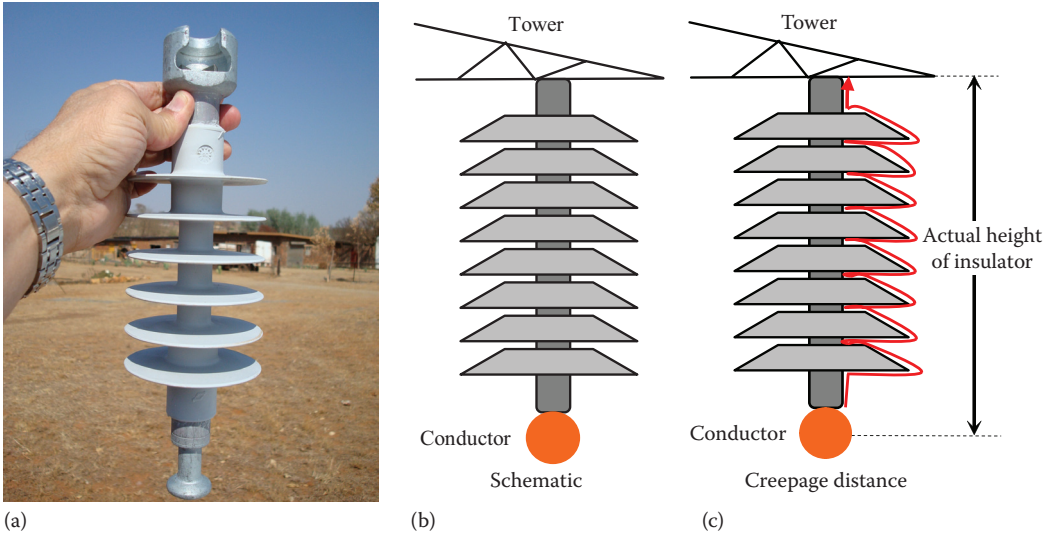 Tower
Tower
Actual height
of insulator
Conductor
Conductor
Schematic
Creepage distance
(a)
(b)
(c)